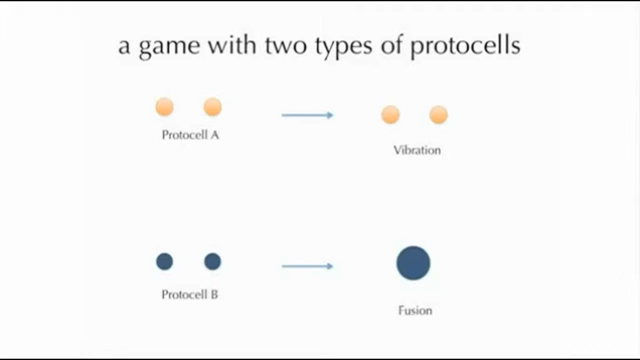 a game with two types of protocells
Protocell A
Vibration
Protocell B
Fusion